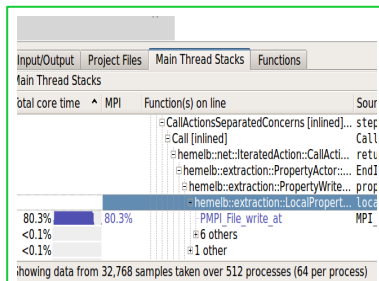 Input/Output Project Files Main Thread Stacks Functions
Main Thread Stacks
Total core time ^ MPI Function(s) on line Sour
CallActionsSeparatedConcerns [inlined]... step
Call [inlined] Call
hemelb::net::IteratedAction::CallActi... retu
hemelb::extraction::PropertyActor::... EndI
hemelb::extraction::PropertyWrite... prop
hemelb::extraction::LocalPropert... loca
80.3% 80.3% PMPI_File_write_at MPI_
<0.1% 6 others
<0.1% 1 other
Showing data from 32,768 samples taken over 512 processes (64 per process)